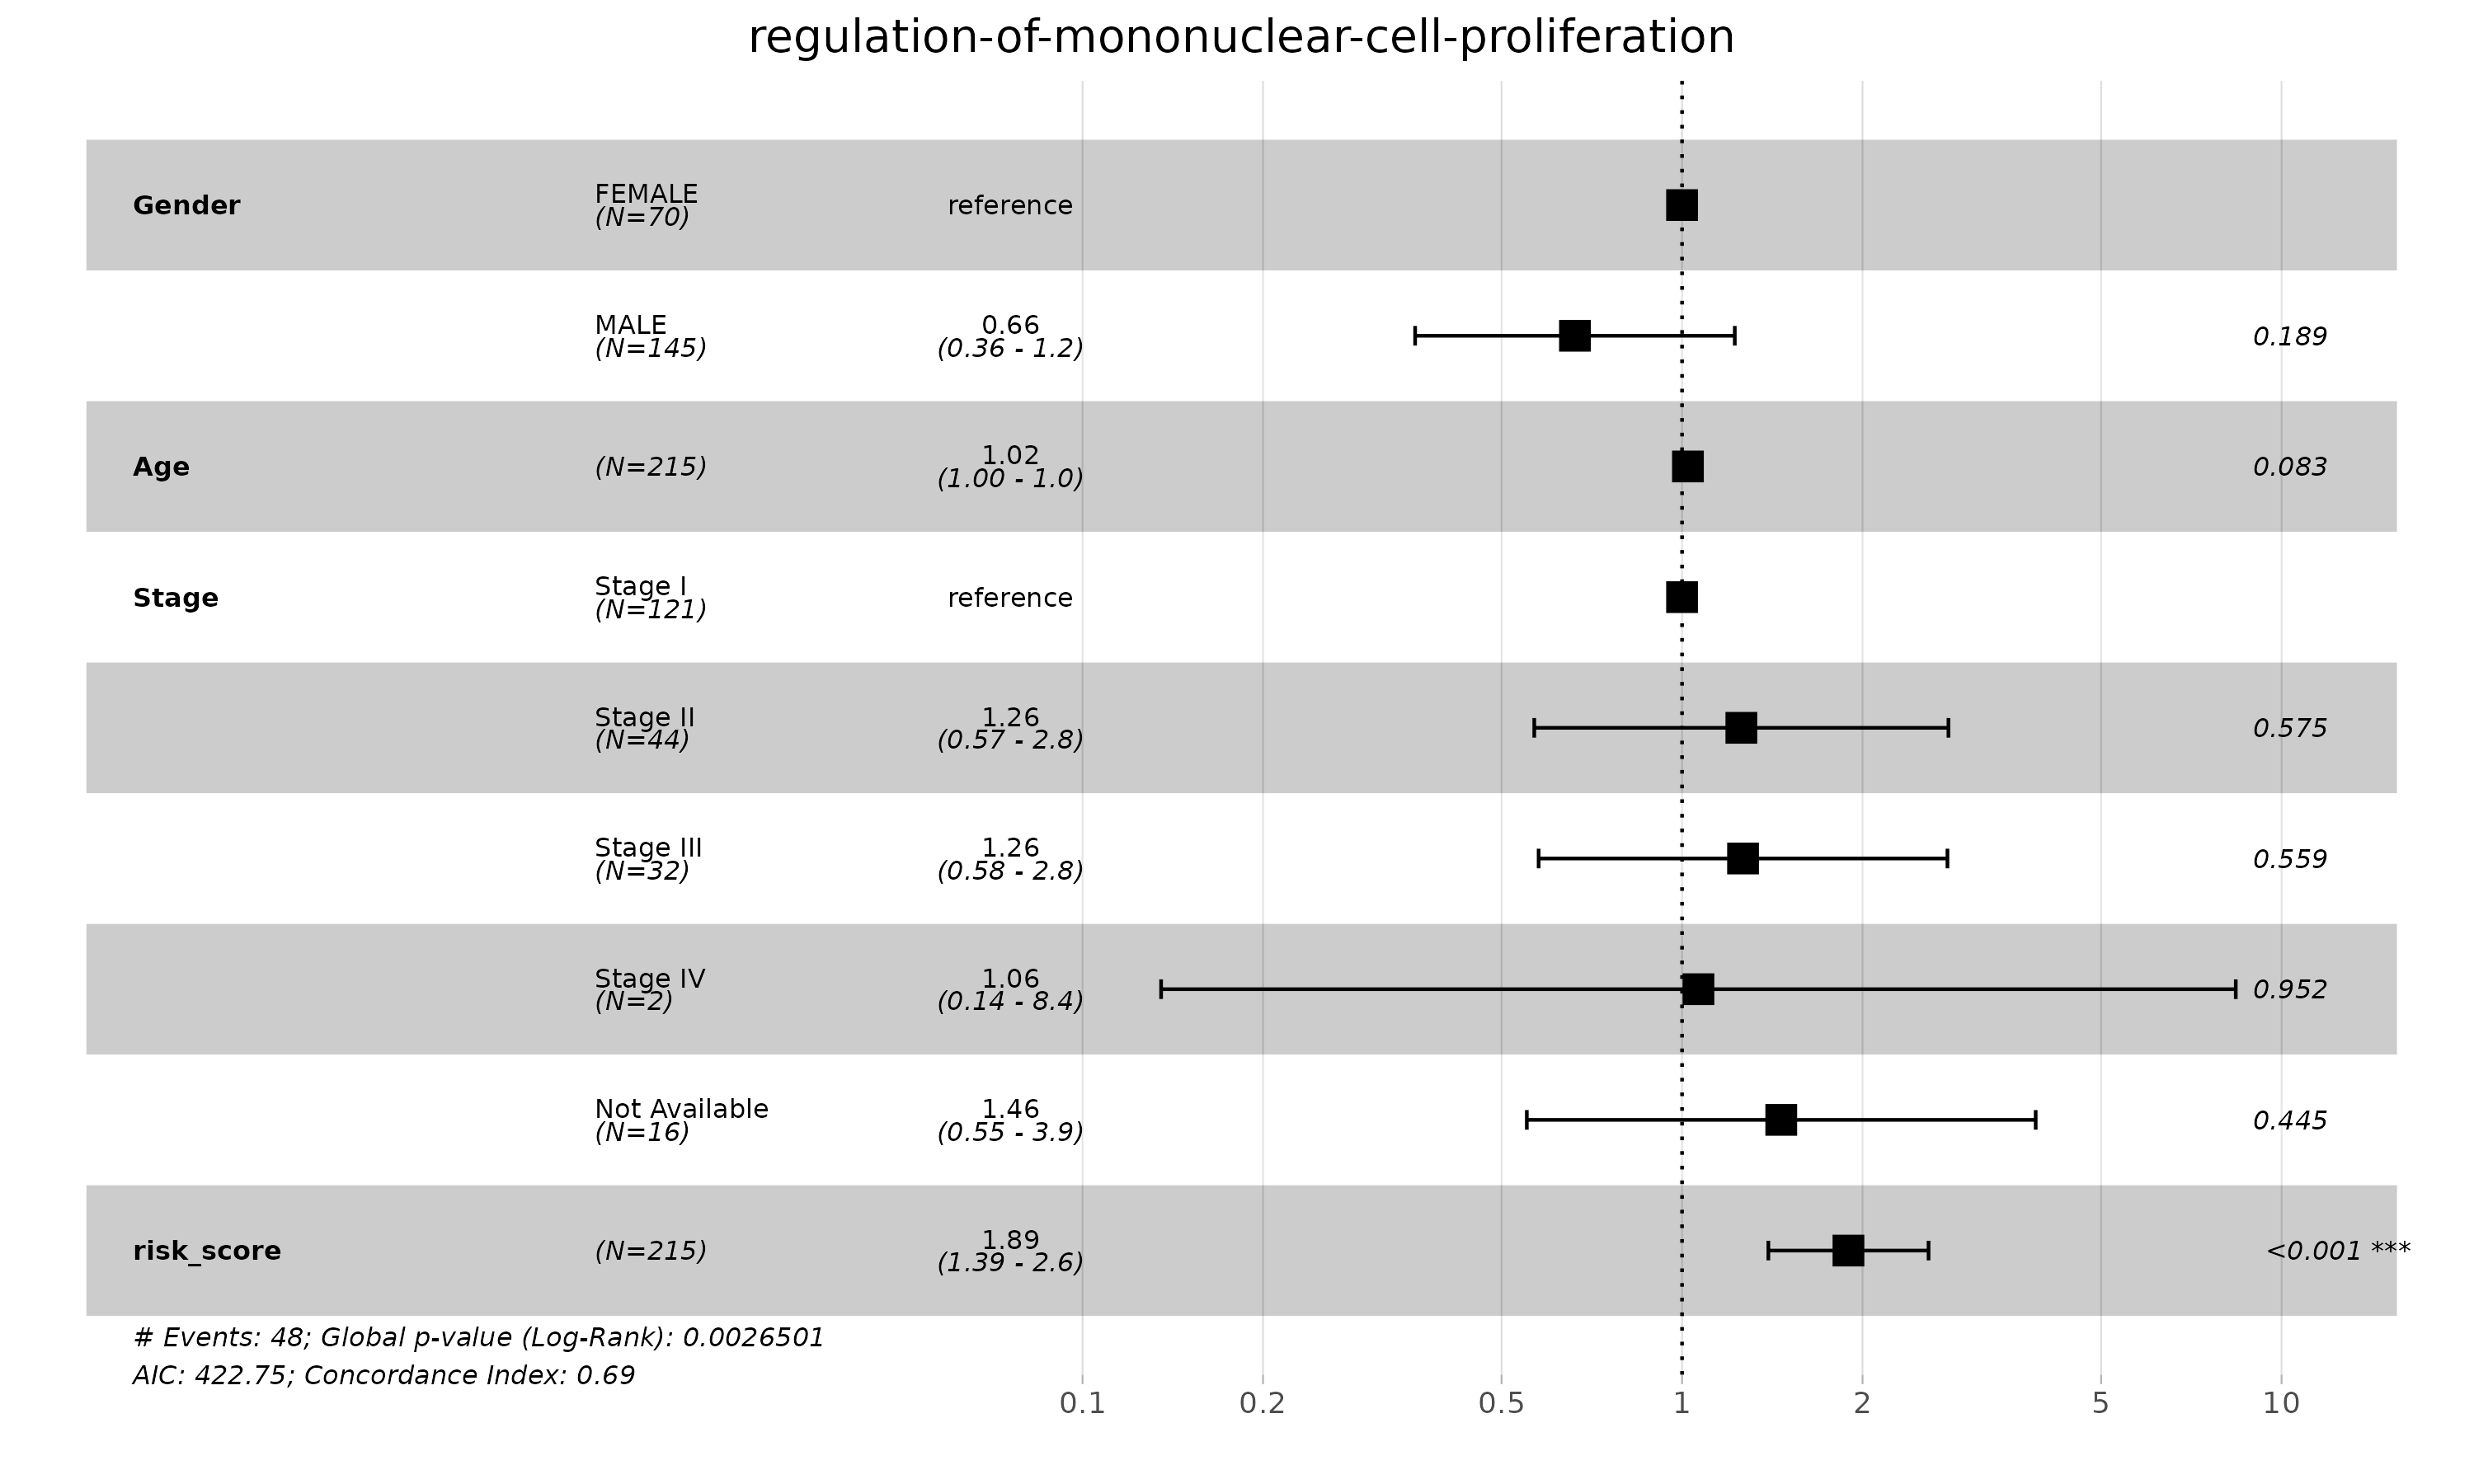 regulation-of-mononuclear-cell-proliferation
Gender
FEMALE
(N=70)
reference
MALE
(N=145)
0.66
(0.36 - 1.2)
0.189
Age
(N=215)
1.02
(1.00 - 1.0)
0.083
Stage
Stage I
(N=121)
reference
Stage II
(N=44)
1.26
(0.57 - 2.8)
0.575
Stage III
(N=32)
1.26
(0.58 - 2.8)
0.559
Stage IV
(N=2)
1.06
(0.14 - 8.4)
0.952
Not Available
(N=16)
1.46
(0.55 - 3.9)
0.445
risk_score
(N=215)
1.89
(1.39 - 2.6)
<0.001 ***
# Events: 48; Global p-value (Log-Rank): 0.0026501
AIC: 422.75; Concordance Index: 0.69
0.1 0.2 0.5 1 2 5 10